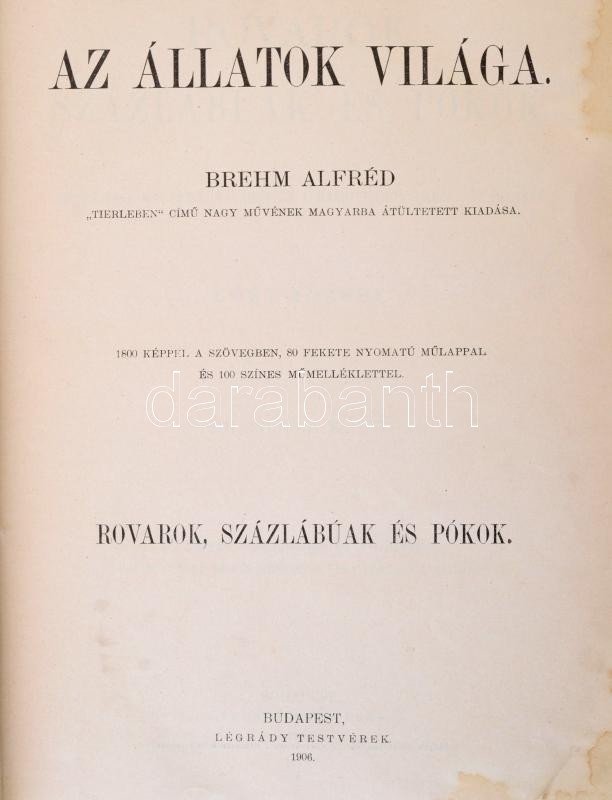 AZ ÁLLATOK VILÁGA.
BREHM ALFRÉD
„TIERLEBEN“ CÍMŰ NAGY MŰVÉNEK MAGYARBA ÁTÜLTETETT KIADÁSA.
1800 KÉPPEL A SZÖVEGBEN, 80 FEKETE NYOMATÚ MŰLAPPAL
ÉS 100 SZÍNES MŰMELLÉKLETTEL.
darabanth
ROVAROK, SZÁZLÁBÚAK ÉS PÓKOK.
BUDAPEST,
LÉGRÁDY TESTVÉREK
1906.